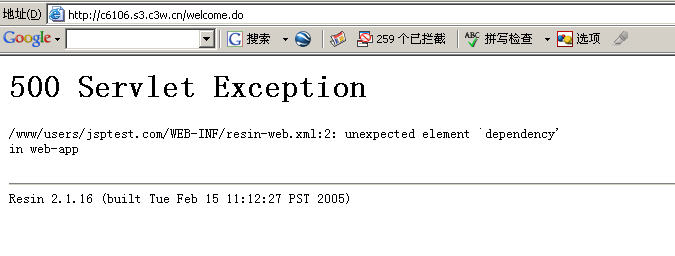 地址(D) http://c6106.s3.c3w.cn/welcome.do
Google 搜索 259 个已拦截 ABC 拼写检查 选项
500 Servlet Exception
/www/users/jsptest.com/WEB-INF/resin-web.xml:2: unexpected element `dependency'
in web-app
Resin 2.1.16 (built Tue Feb 15 11:12:27 PST 2005)